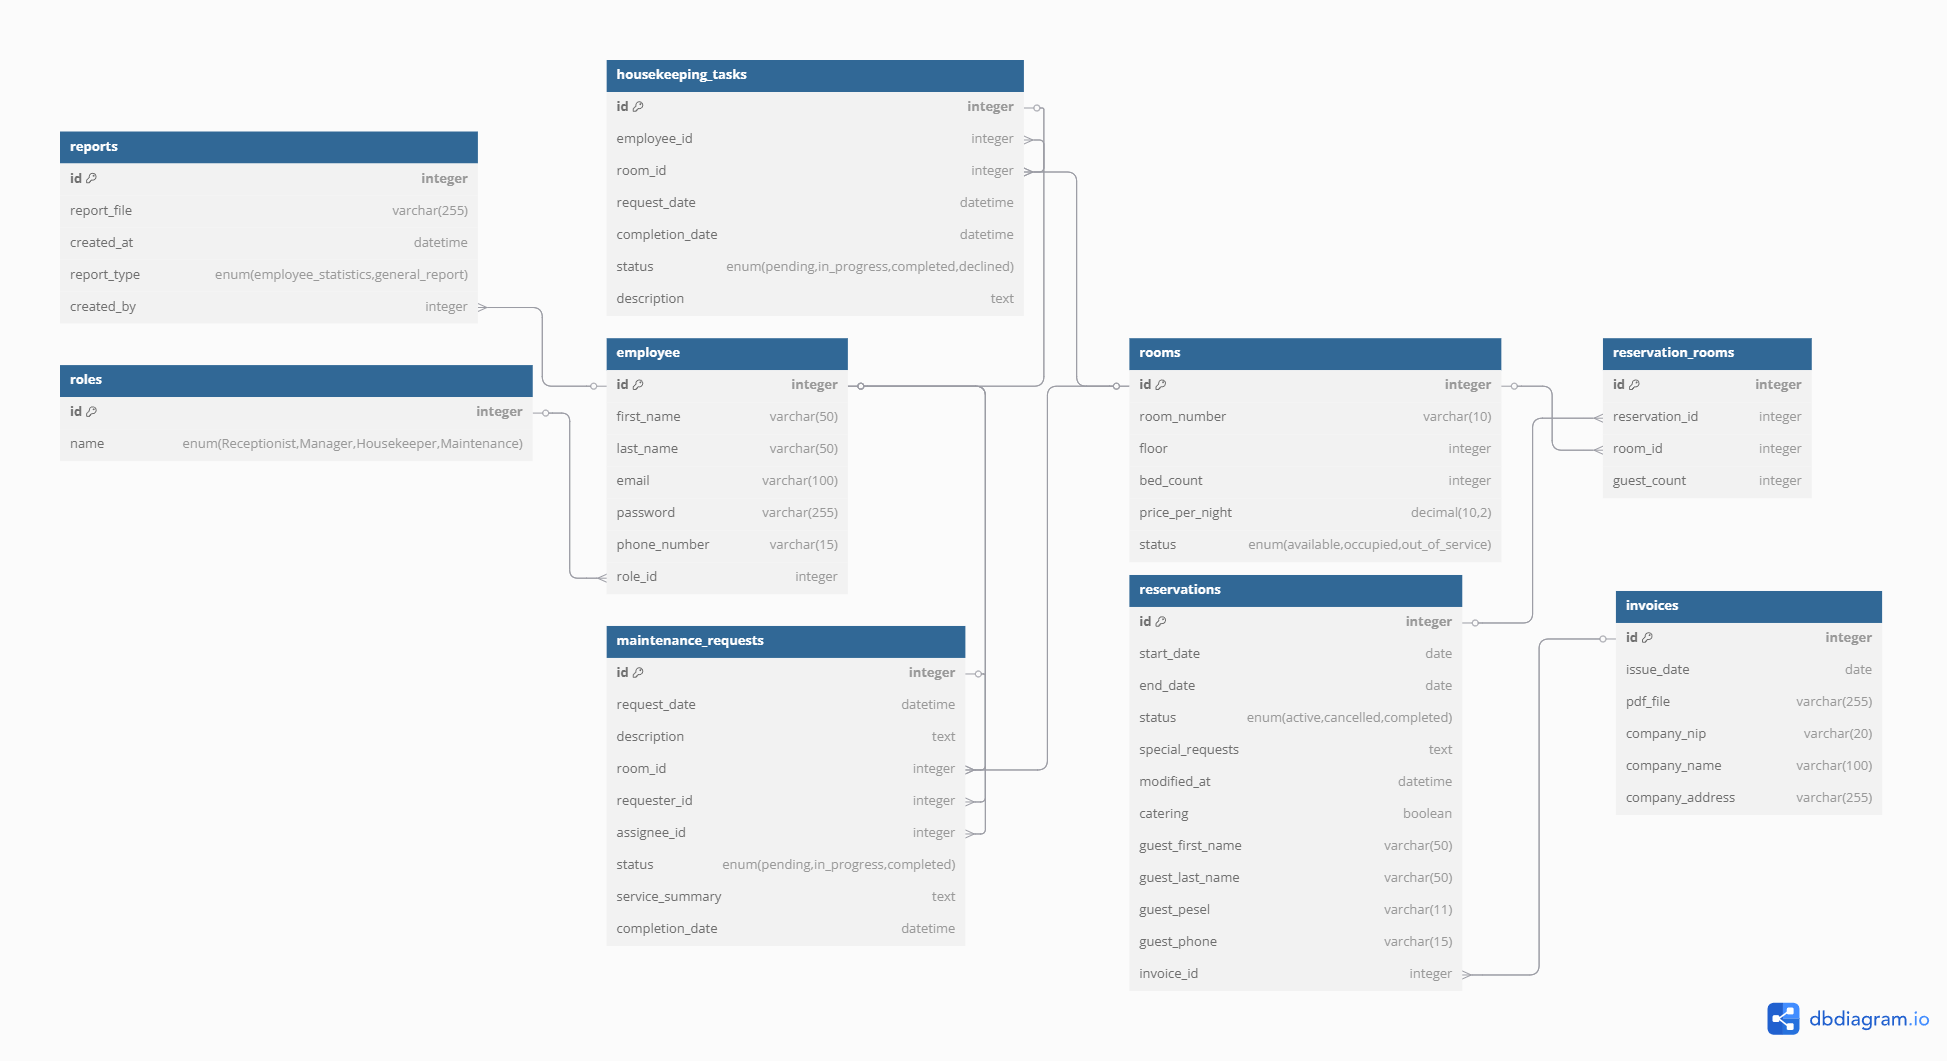 housekeeping_tasks
id integer
employee_id integer
room_id integer
request_date datetime
completion_date datetime
status enum(pending,in_progress,completed,declined)
description text
reports
id integer
report_file varchar(255)
created_at datetime
report_type enum(employee_statistics,general_report)
created_by integer
roles
id integer
name enum(Receptionist,Manager,Housekeeper,Maintenance)
employee
id integer
first_name varchar(50)
last_name varchar(50)
email varchar(100)
password varchar(255)
phone_number varchar(15)
role_id integer
maintenance_requests
id integer
request_date datetime
description text
room_id integer
requester_id integer
assignee_id integer
status enum(pending,in_progress,completed)
service_summary text
completion_date datetime
rooms
id integer
room_number varchar(10)
floor integer
bed_count integer
price_per_night decimal(10,2)
status enum(available,occupied,out_of_service)
reservations
id integer
start_date date
end_date date
status enum(active,cancelled,completed)
special_requests text
modified_at datetime
catering boolean
guest_first_name varchar(50)
guest_last_name varchar(50)
guest_pesel varchar(11)
guest_phone varchar(15)
invoice_id integer
reservation_rooms
id integer
reservation_id integer
room_id integer
guest_count integer
invoices
id integer
issue_date date
pdf_file varchar(255)
company_nip varchar(20)
company_name varchar(100)
company_address varchar(255)
dbdiagram.io